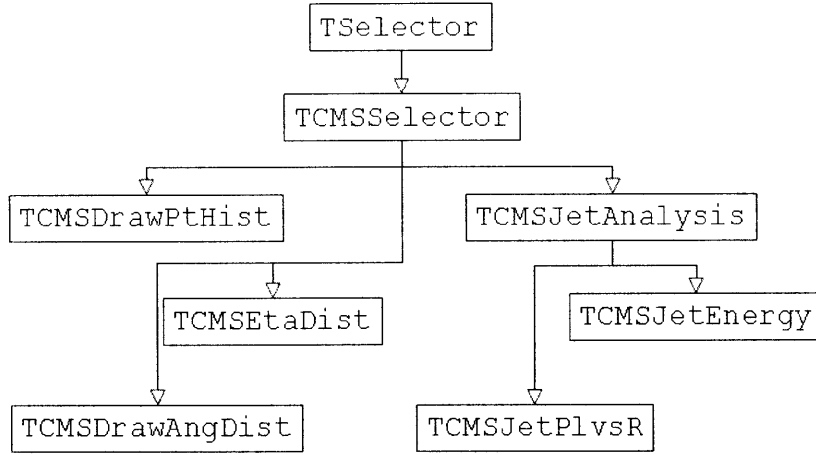 TSelector
TCMSSelector
TCMSDrawPtHist
TCMSJetAnalysis
TCMSEtaDist
TCMSJetEnergy
TCMSDrawAngDist
TCMSJetPlvsR